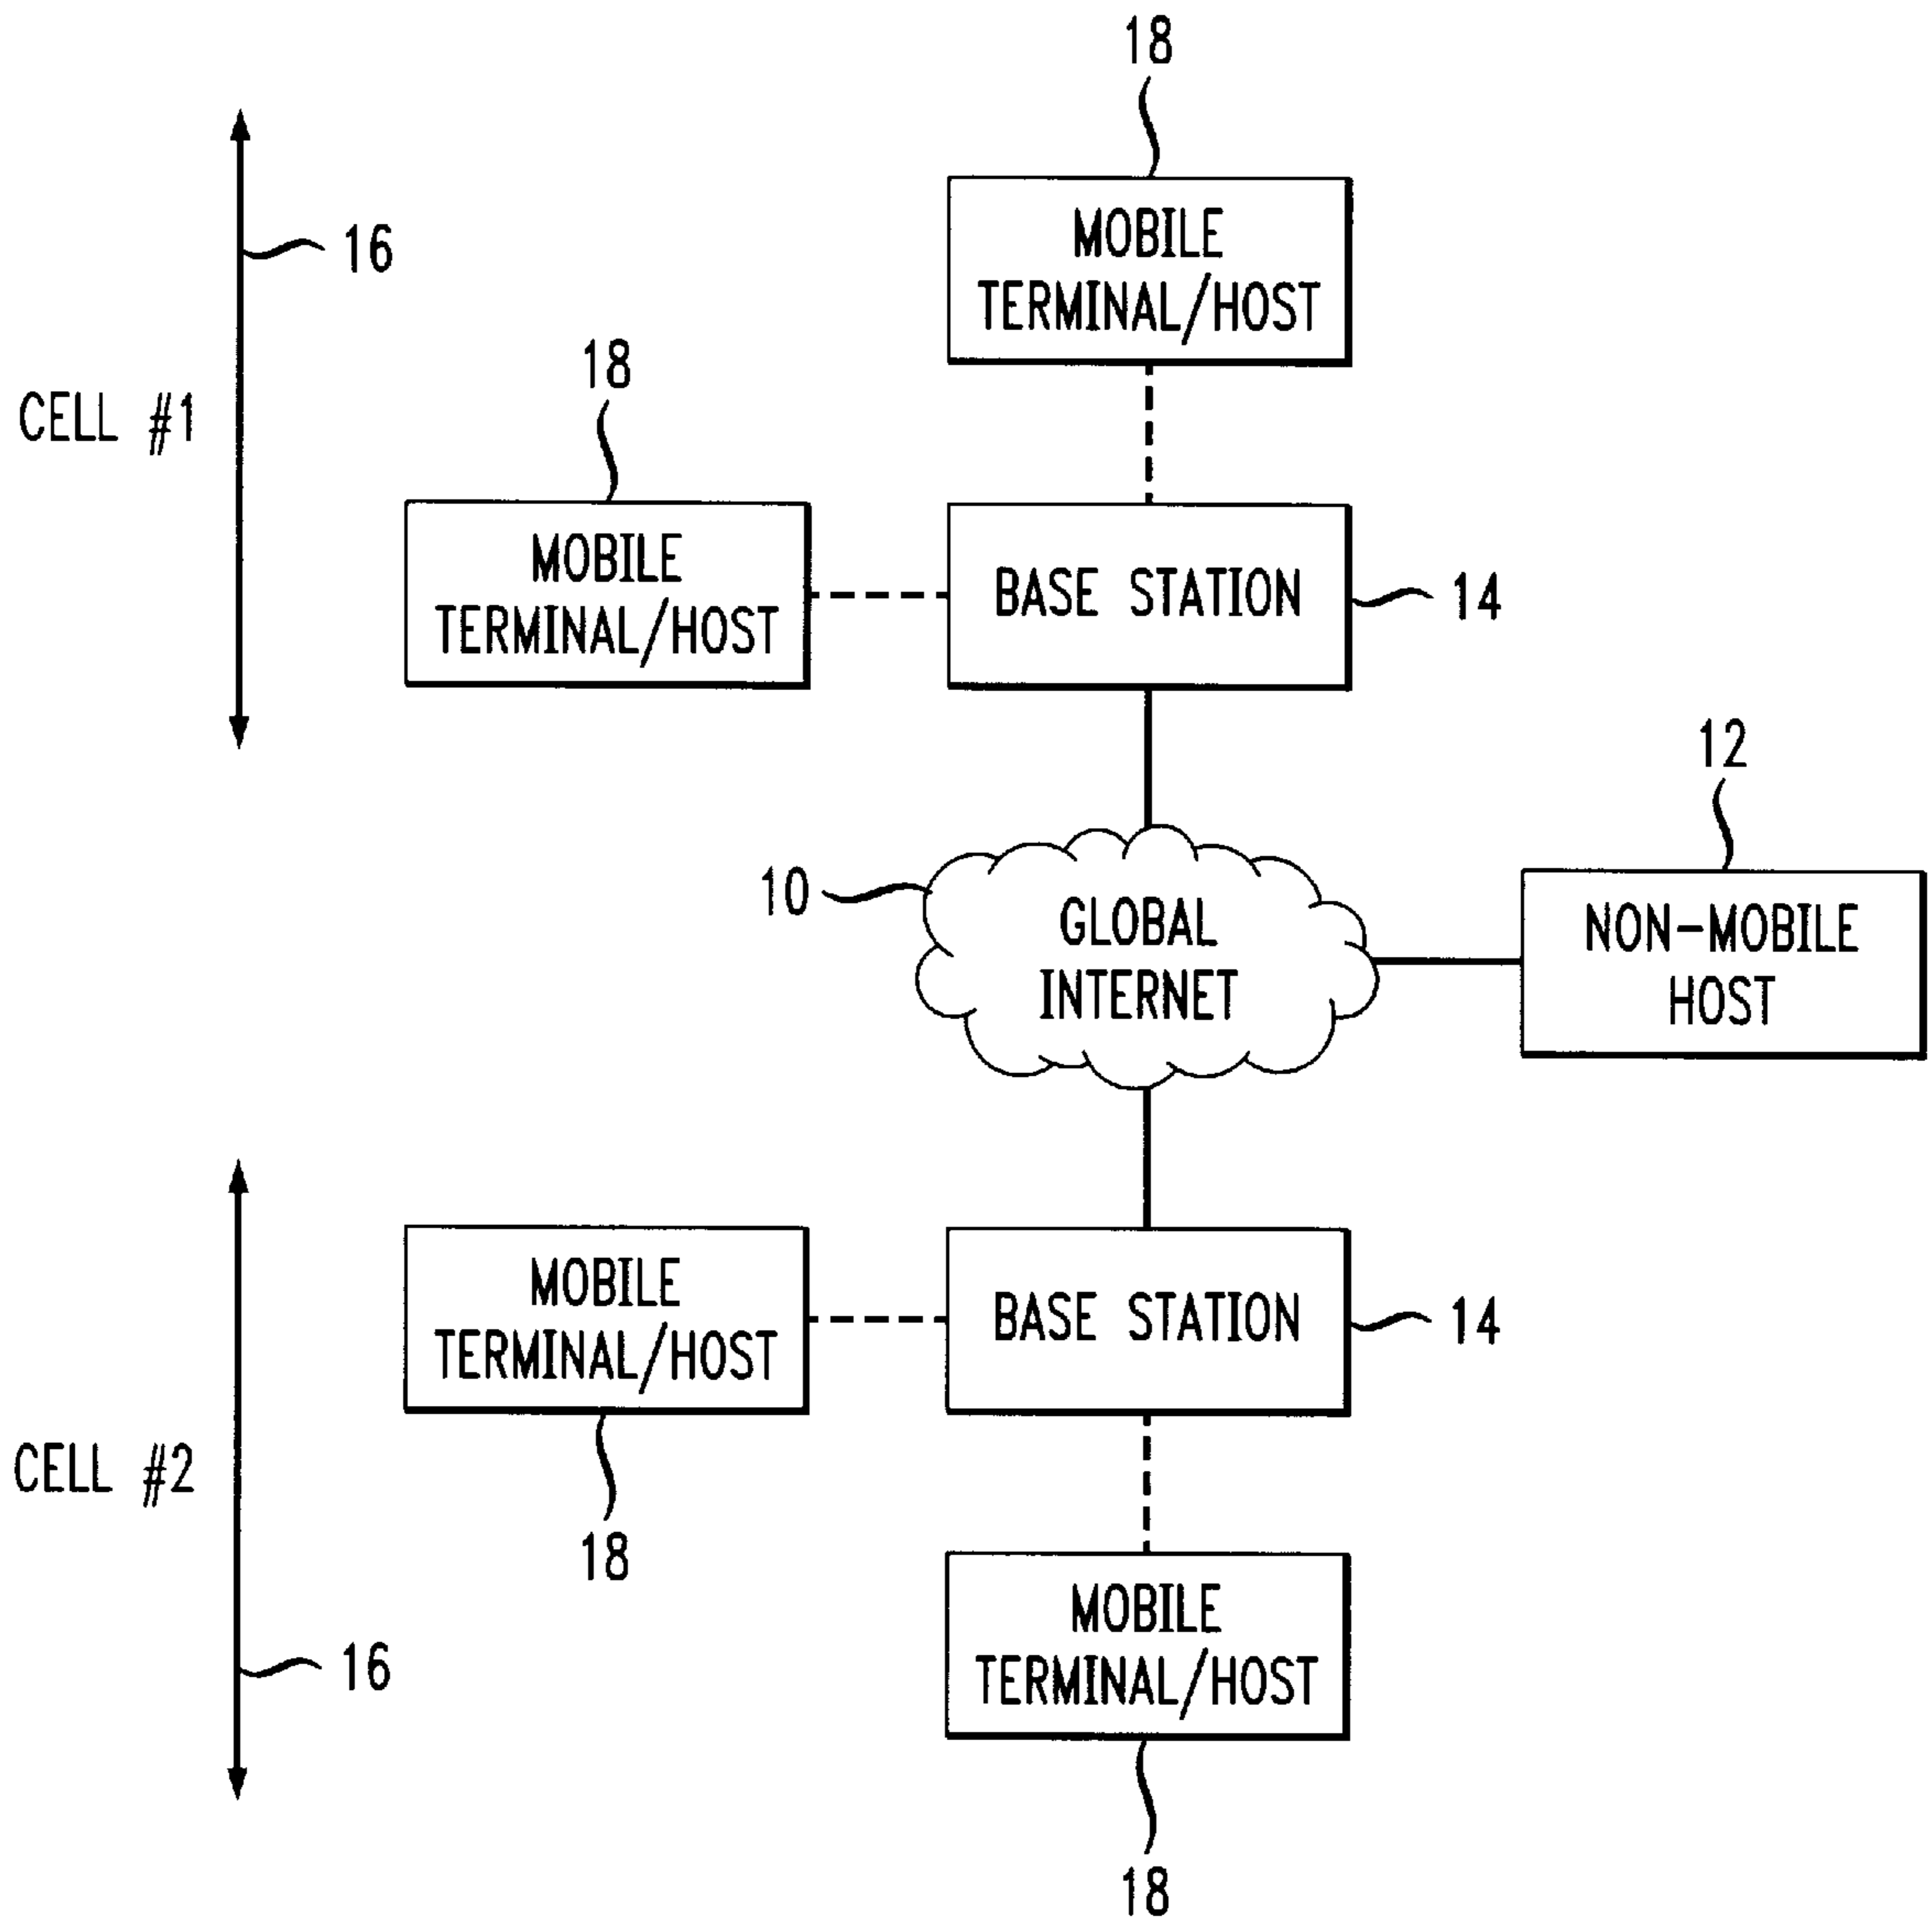 18
MOBILE
TERMINAL/HOST
16
18
CELL #1
MOBILE
TERMINAL/HOST
BASE STATION
14
12
10
GLOBAL
INTERNET
NON-MOBILE
HOST
MOBILE
TERMINAL/HOST
BASE STATION
14
CELL #2
18
MOBILE
TERMINAL/HOST
16
18